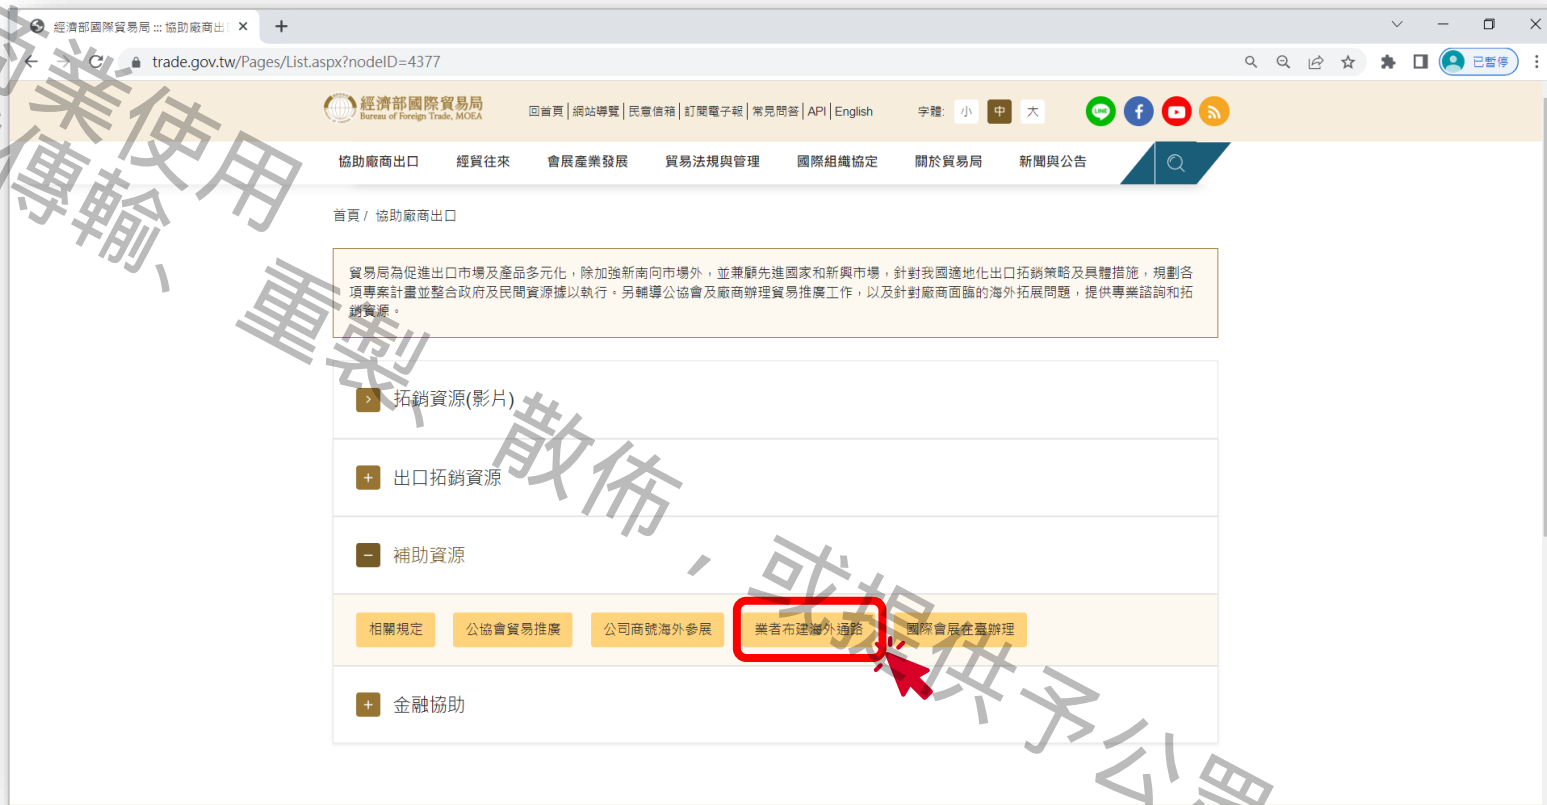 經濟部國際貿易局 ::: 協助廠商出
trade.gov.tw/Pages/List.aspx?nodeID=4377
已暫停
經濟部國際貿易局
Bureau of Foreign Trade, MOEA
回首頁 | 網站導覽 | 民意信箱 | 訂閱電子報 | 常見問答 | API | English
字體: 小 中 大
LINE
協助廠商出口 經貿往來 會展產業發展 貿易法規與管理 國際組織協定 關於貿易局 新聞與公告
首頁 / 協助廠商出口
貿易局為促進出口市場及產品多元化，除加強新南向市場外，並兼顧先進國家和新興市場，針對我國適地化出口拓銷策略及具體措施，規劃各
項專案計畫並整合政府及民間資源據以執行。另輔導公協會及廠商辦理貿易推廣工作，以及針對廠商面臨的海外拓展問題，提供專業諮詢和拓
銷資源。
拓銷資源(影片)
出口拓銷資源
補助資源
相關規定 公協會貿易推廣 公司商號海外參展 業者布建海外通路 國際會展在臺辦理
金融協助
商業使用
傳輸、
重製、散佈，或提供予公眾